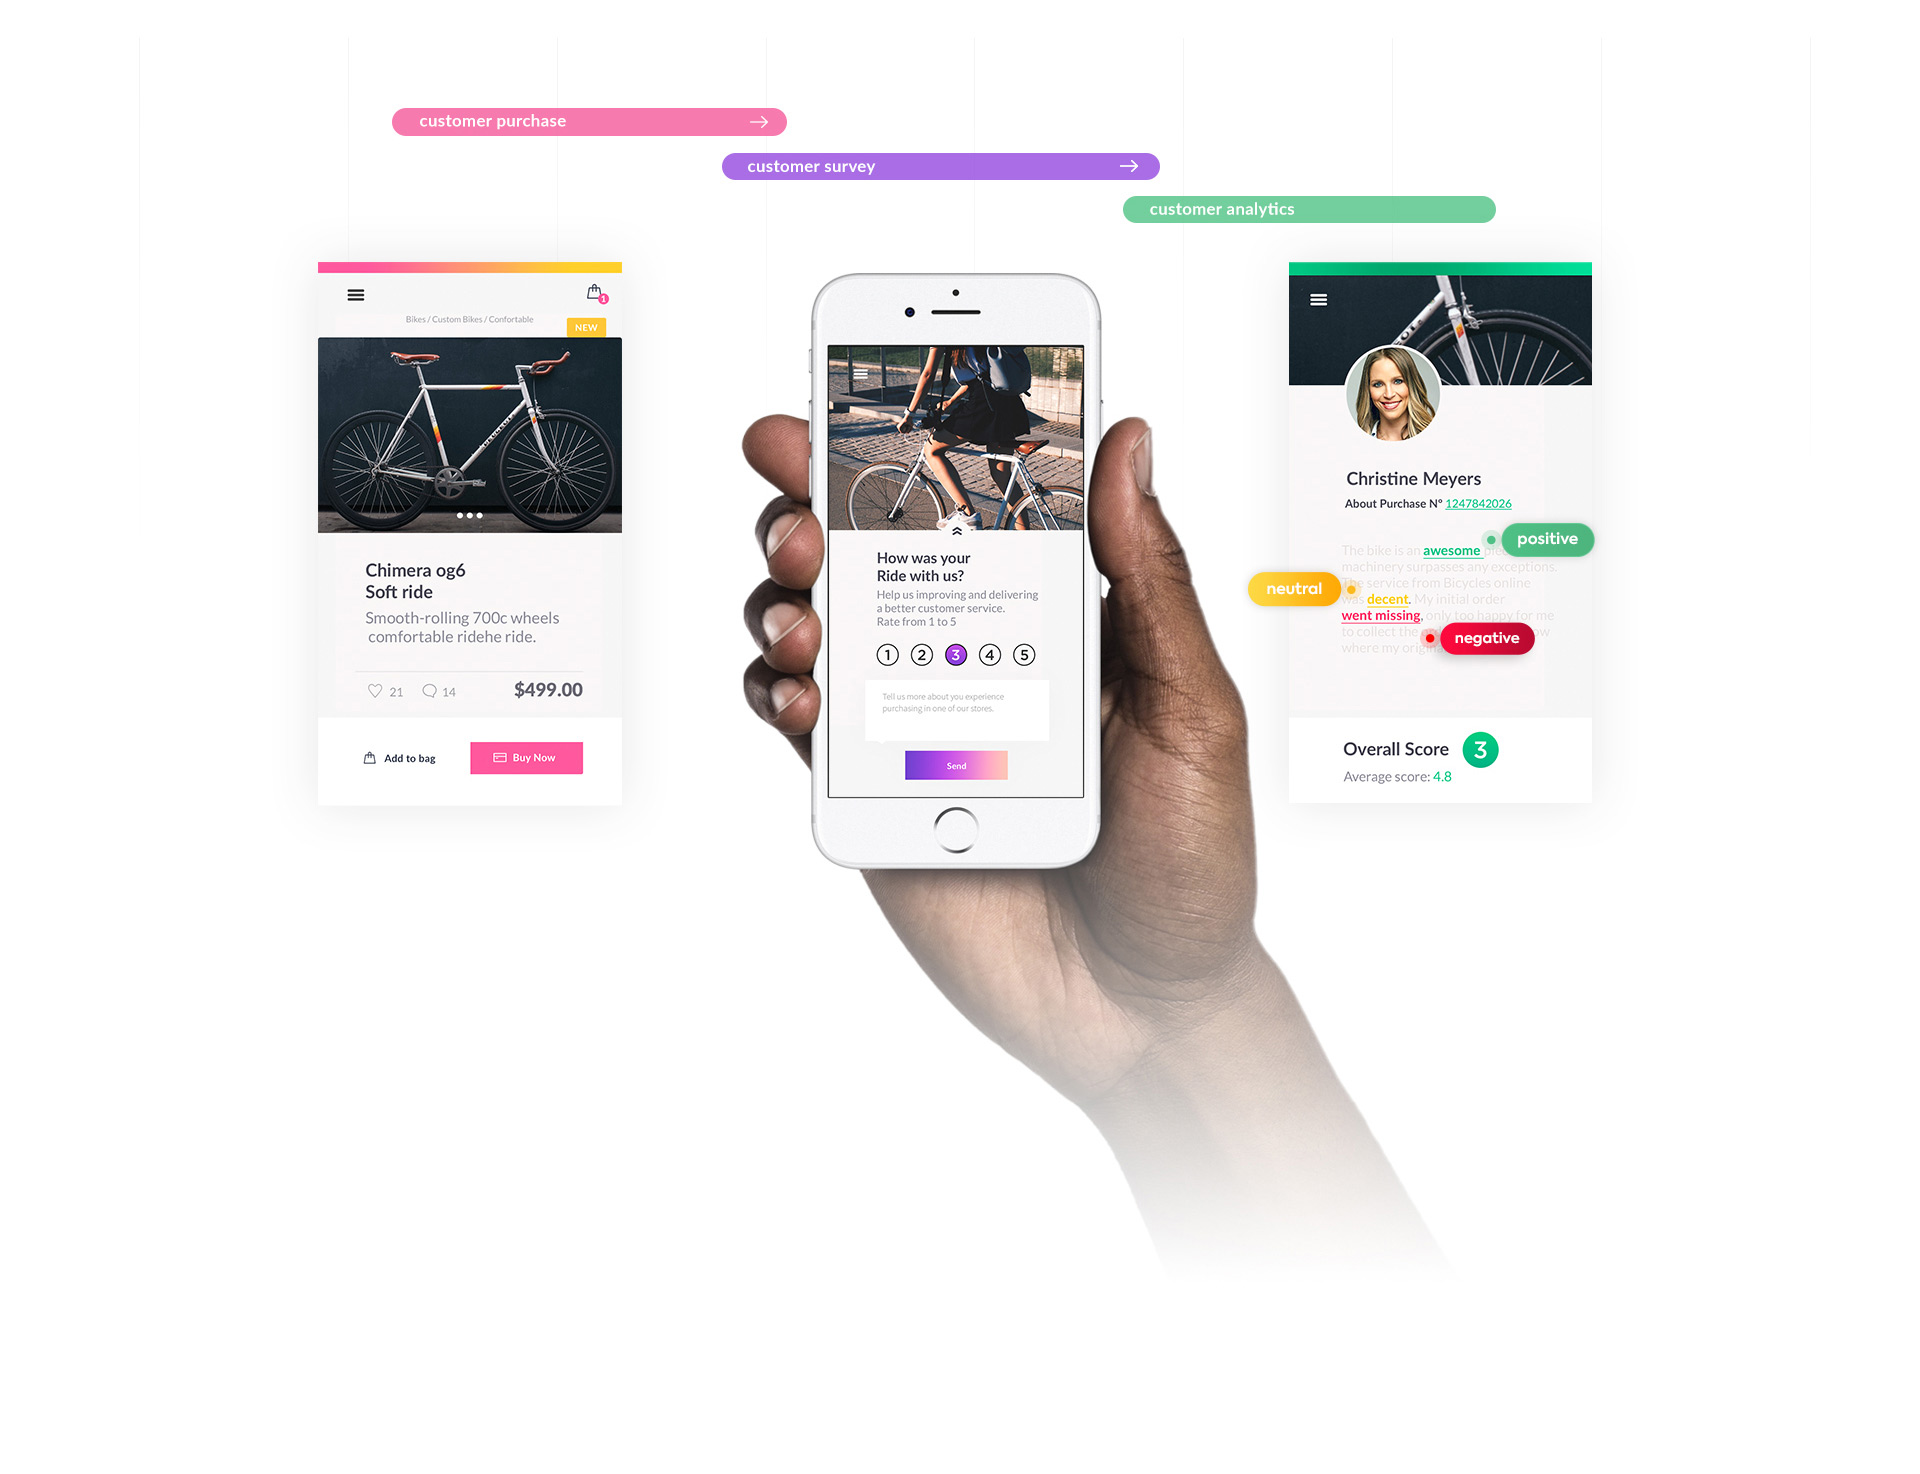 customer purchase
customer survey
customer analytics
1
Bikes / Custom Bikes / Confortable
NEW
Chimera og6
Soft ride
Smooth-rolling 700c wheels
comfortable ridehe ride.
21
14
$499.00
Add to bag
Buy Now
How was your
Ride with us?
Help us improving and delivering
a better customer service.
Rate from 1 to 5
1 2 3 4 5
Tell us more about you experience
purchasing in one of our stores.
Send
Christine Meyers
About Purchase Nº 1247842026
positive
The bike is an awesome
machinery surpasses any exceptions.
neutral
The service from Bicycles online
was decent. My initial order
went missing, only too happy for me
to collect the
negative
where my
Overall Score 3
Average score: 4.8